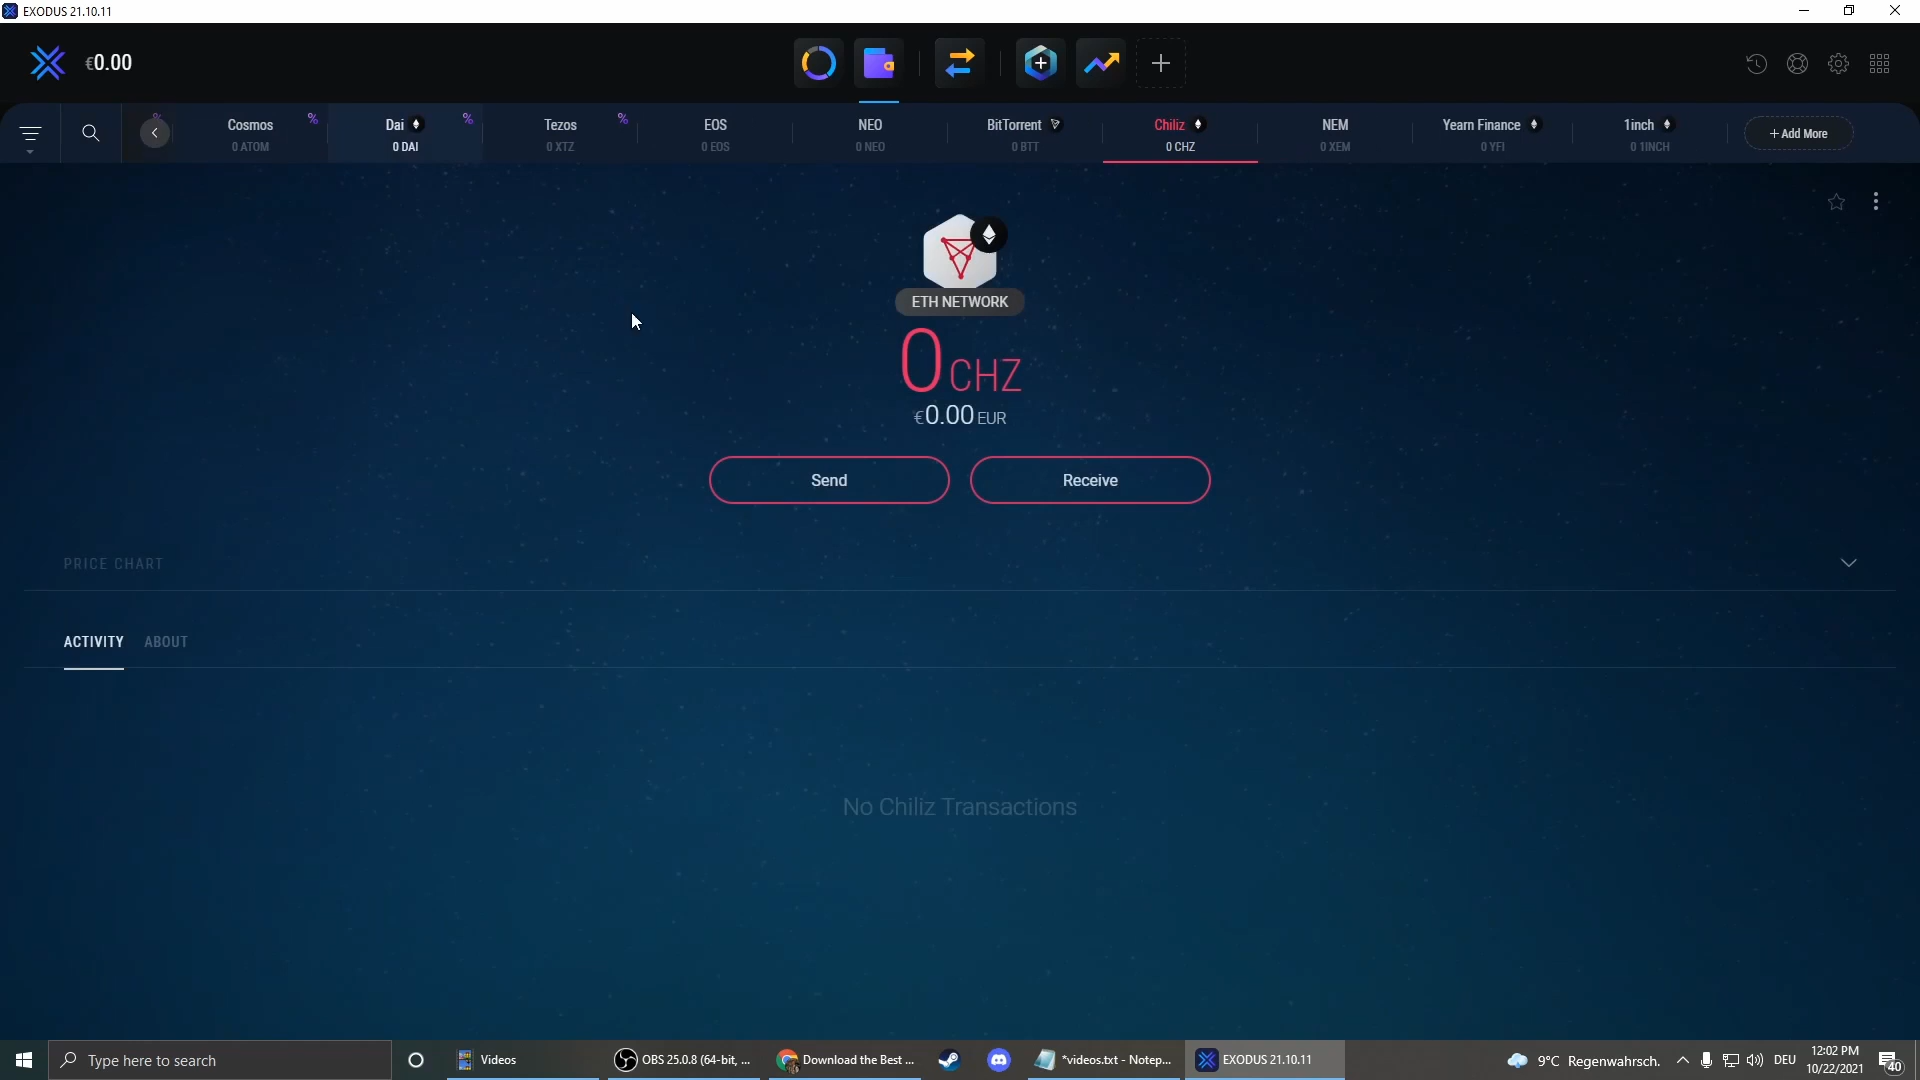 EXODUS 21.10.11
€0.00
Cosmos % Dai % Tezos % EOS NEO BitTorrent Chiliz NEM Yearn Finance 1inch
+ Add More
0 ATOM 0 DAI 0 XTZ 0 EOS 0 NEO 0 BTT 0 CHZ 0 XEM 0 YFI 0 1INCH
ETH NETWORK
0 CHZ
€0.00 EUR
Send Receive
PRICE CHART
ACTIVITY ABOUT
No Chiliz Transactions
Type here to search Videos OBS 25.0.8 (64-bit, ... Download the Best ... *videos.txt - Notep... EXODUS 21.10.11 9°C Regenwahrsch. DEU 12:02 PM
10/22/2021 40